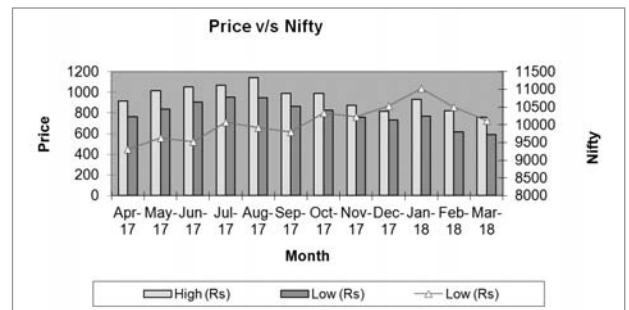 Price v/s Nifty
1200
1000
800
600
400
200
0
Price
11500
11000
10500
10000
9500
9000
8500
8000
Nifty
Apr- May- Jun- Jul- Aug- Sep- Oct- Nov- Dec- Jan- Feb- Mar-
17 17 17 17 17 17 17 17 17 18 18 18
Month
High (Rs) Low (Rs) Low (Rs)